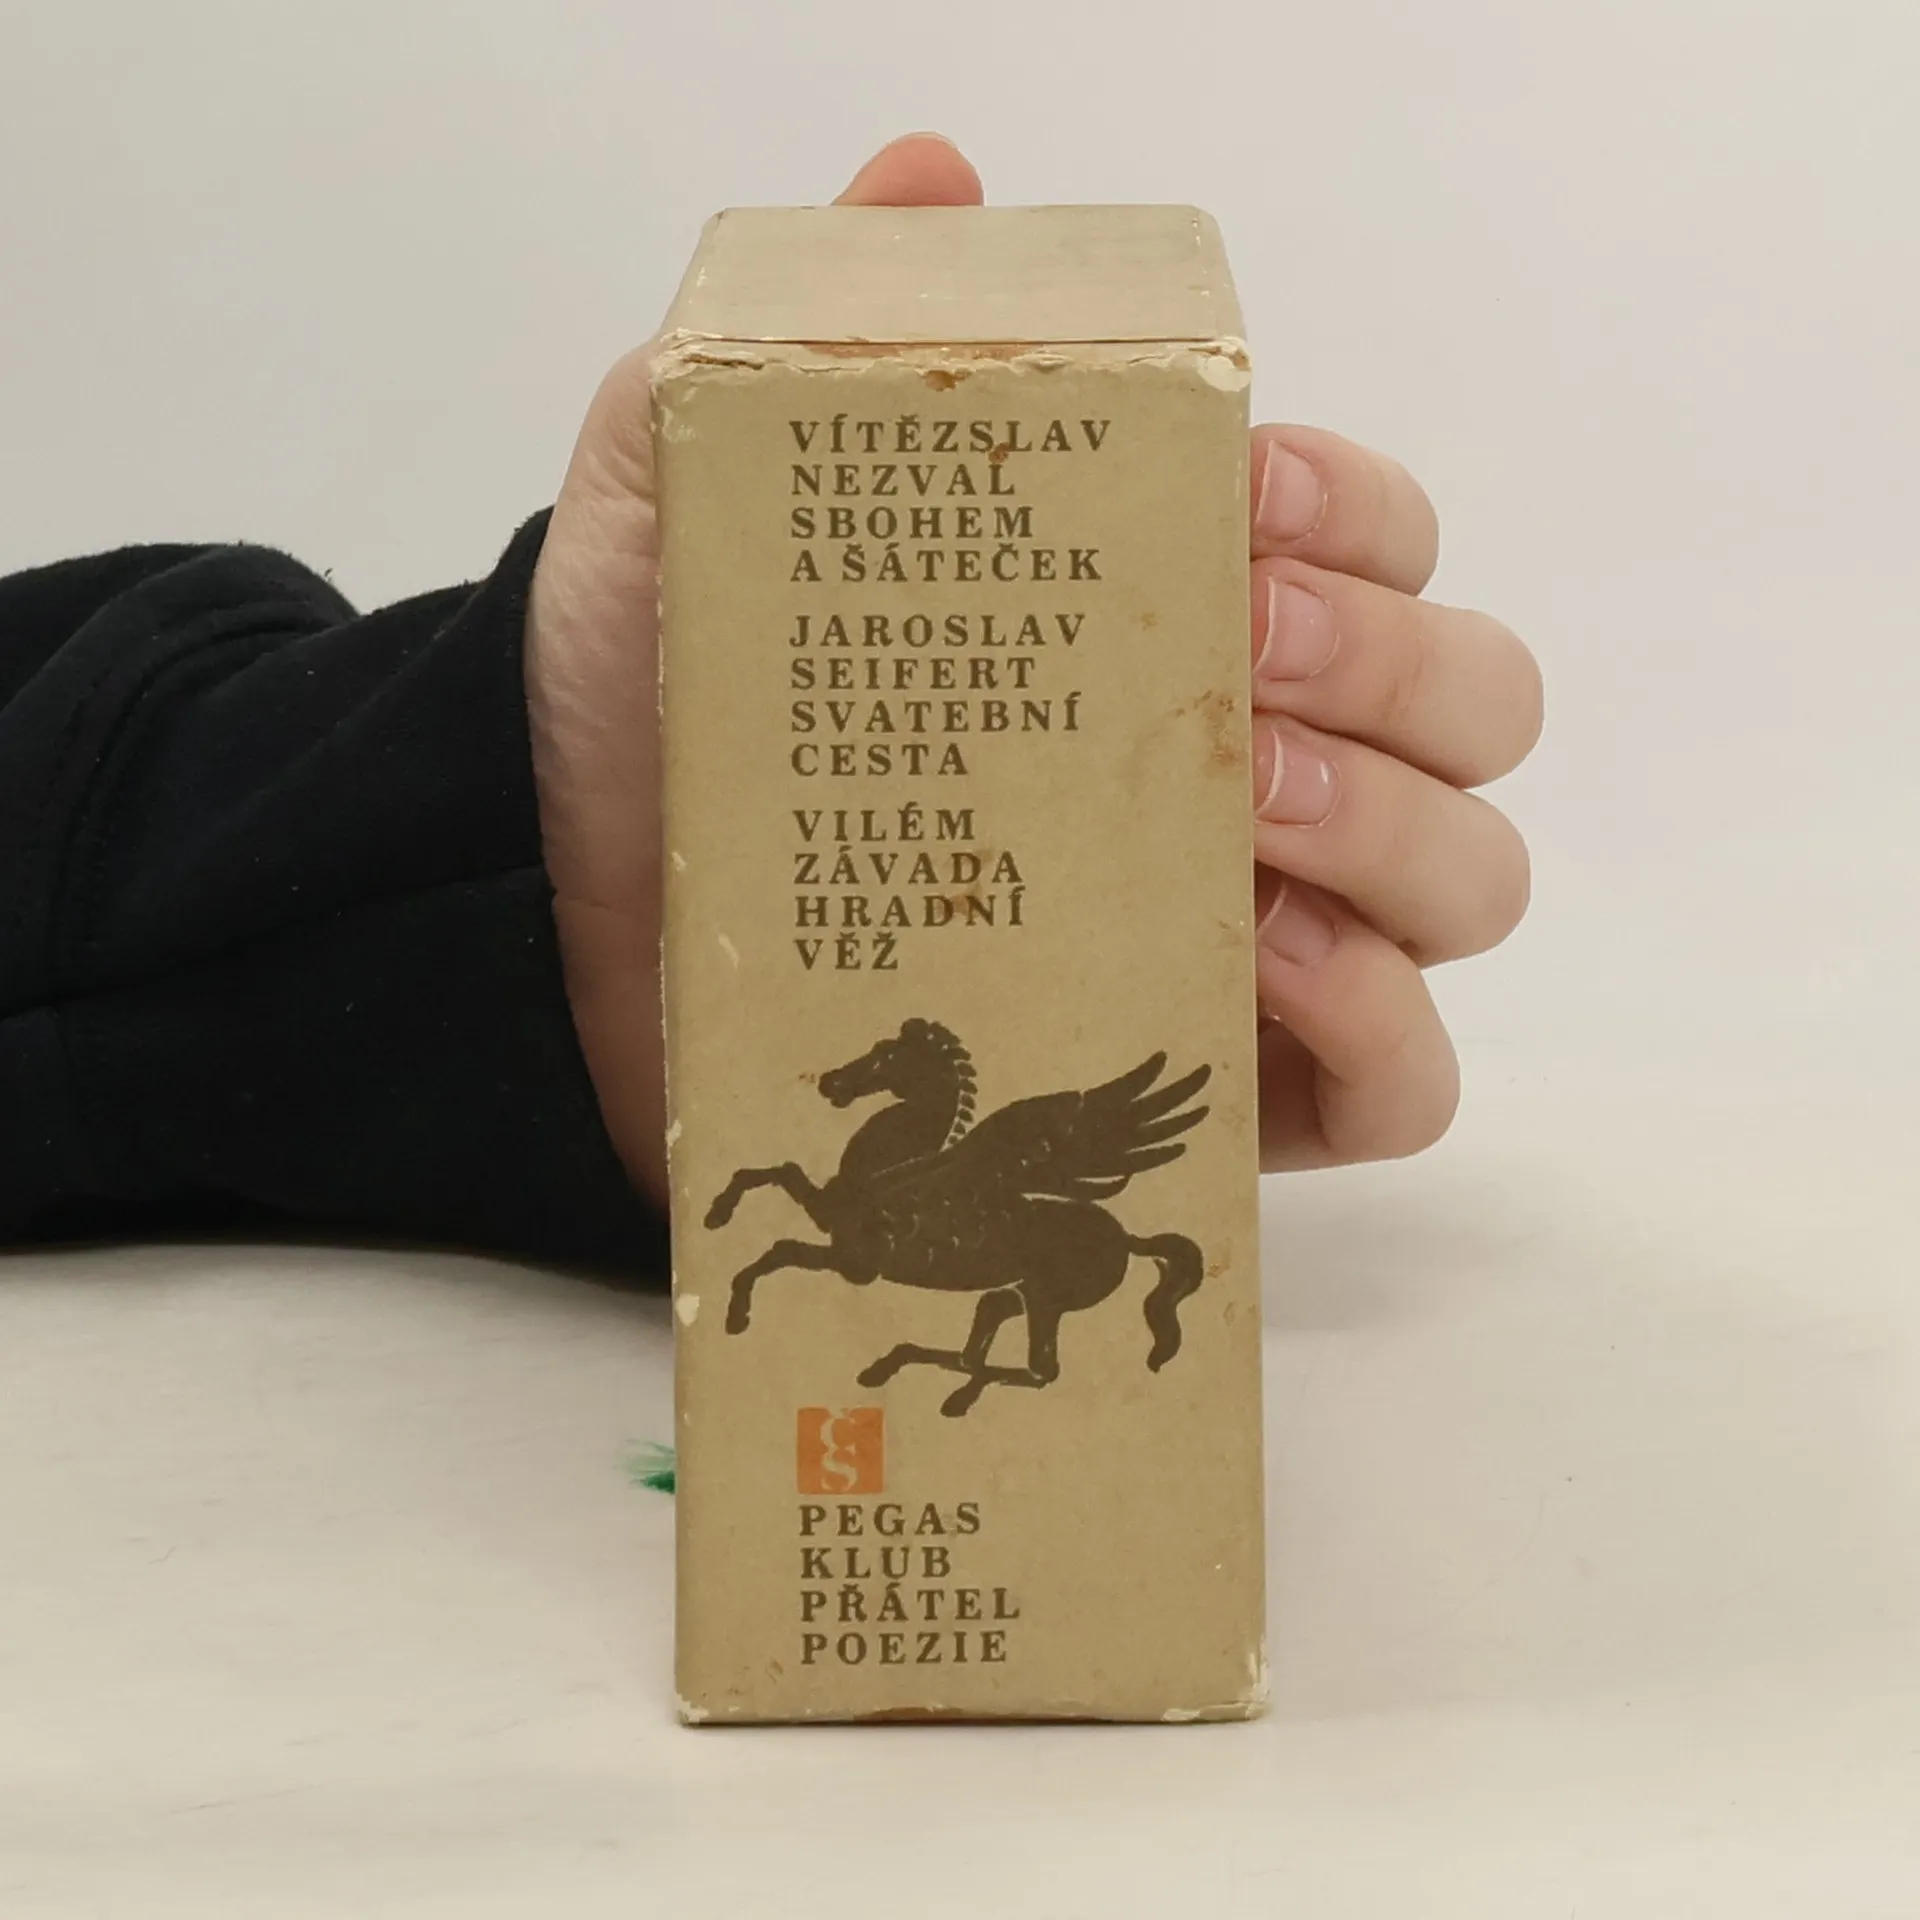 VÍTĚZSLAV
NEZVAL
SBOHEM
A ŠÁTEČEK
JAROSLAV
SEIFERT
SVATEBNÍ
CESTA
VILÉM
ZÁVADA
HRADNÍ
VĚŽ
ČS
PEGAS
KLUB
PŘÁTEL
POEZIE